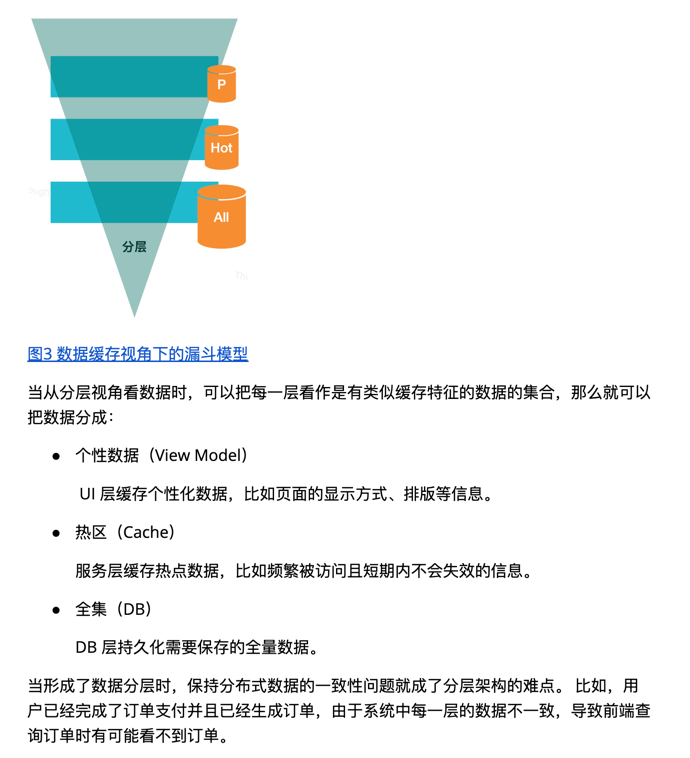 P
Hot
All
分层
图3 数据缓存视角下的漏斗模型
当从分层视角看数据时，可以把每一层看作是有类似缓存特征的数据的集合，那么就可以
把数据分成：
● 个性数据（View Model）
UI 层缓存个性化数据，比如页面的显示方式、排版等信息。
● 热区（Cache）
服务层缓存热点数据，比如频繁被访问且短期内不会失效的信息。
● 全集（DB）
DB 层持久化需要保存的全量数据。
当形成了数据分层时，保持分布式数据的一致性问题就成了分层架构的难点。 比如，用
户已经完成了订单支付并且已经生成订单，由于系统中每一层的数据不一致，导致前端查
询订单时有可能看不到订单。